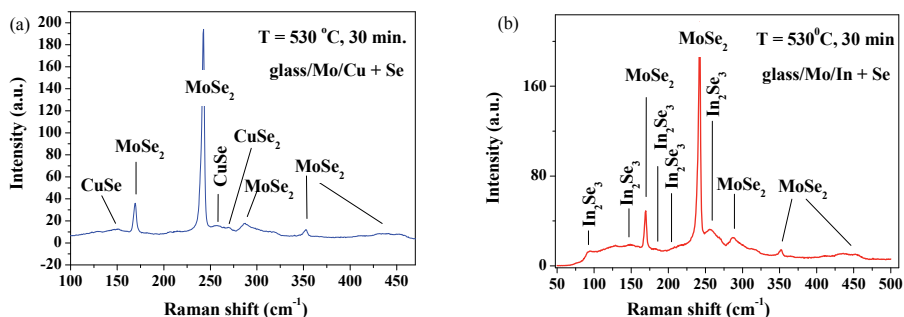 (a)
T = 530 °C, 30 min.
glass/Mo/Cu + Se
MoSe₂
MoSe₂
CuSe
CuSe
CuSe₂
MoSe₂
MoSe₂
Intensity (a.u.)
200
180
160
140
120
100
80
60
40
20
0
-20
100 150 200 250 300 350 400 450
Raman shift (cm⁻¹)
(b)
MoSe₂
T = 530⁰C, 30 min
glass/Mo/In + Se
MoSe₂
In₂Se₃
In₂Se₃
In₂Se₃
In₂Se₃
In₂Se₃
MoSe₂
MoSe₂
Intensity (a.u.)
160
80
0
50 100 150 200 250 300 350 400 450 500
Raman shift (cm⁻¹)